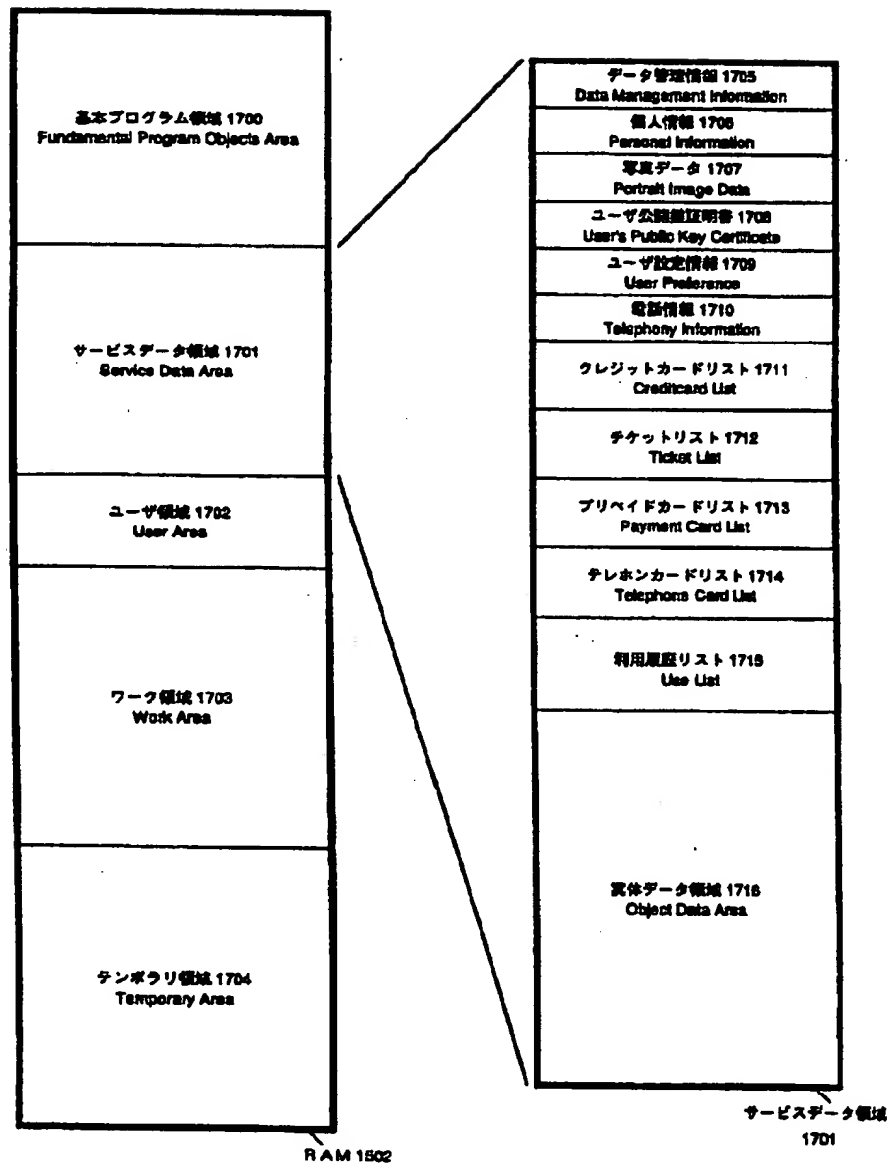 基本プログラム領域 1700
Fundamental Program Objects Area
サービスデータ領域 1701
Service Data Area
ユーザ領域 1702
User Area
ワーク領域 1703
Work Area
テンポラリ領域 1704
Temporary Area
RAM 1502
データ管理情報 1705
Data Management Information
個人情報 1706
Personal Information
写真データ 1707
Portrait Image Data
ユーザ公開鍵証明書 1708
User's Public Key Certificate
ユーザ設定情報 1709
User Preference
電話情報 1710
Telephony Information
クレジットカードリスト 1711
Creditcard List
チケットリスト 1712
Ticket List
プリペイドカードリスト 1713
Payment Card List
テレホンカードリスト 1714
Telephone Card List
利用履歴リスト 1715
Use List
実体データ領域 1716
Object Data Area
サービスデータ領域
1701